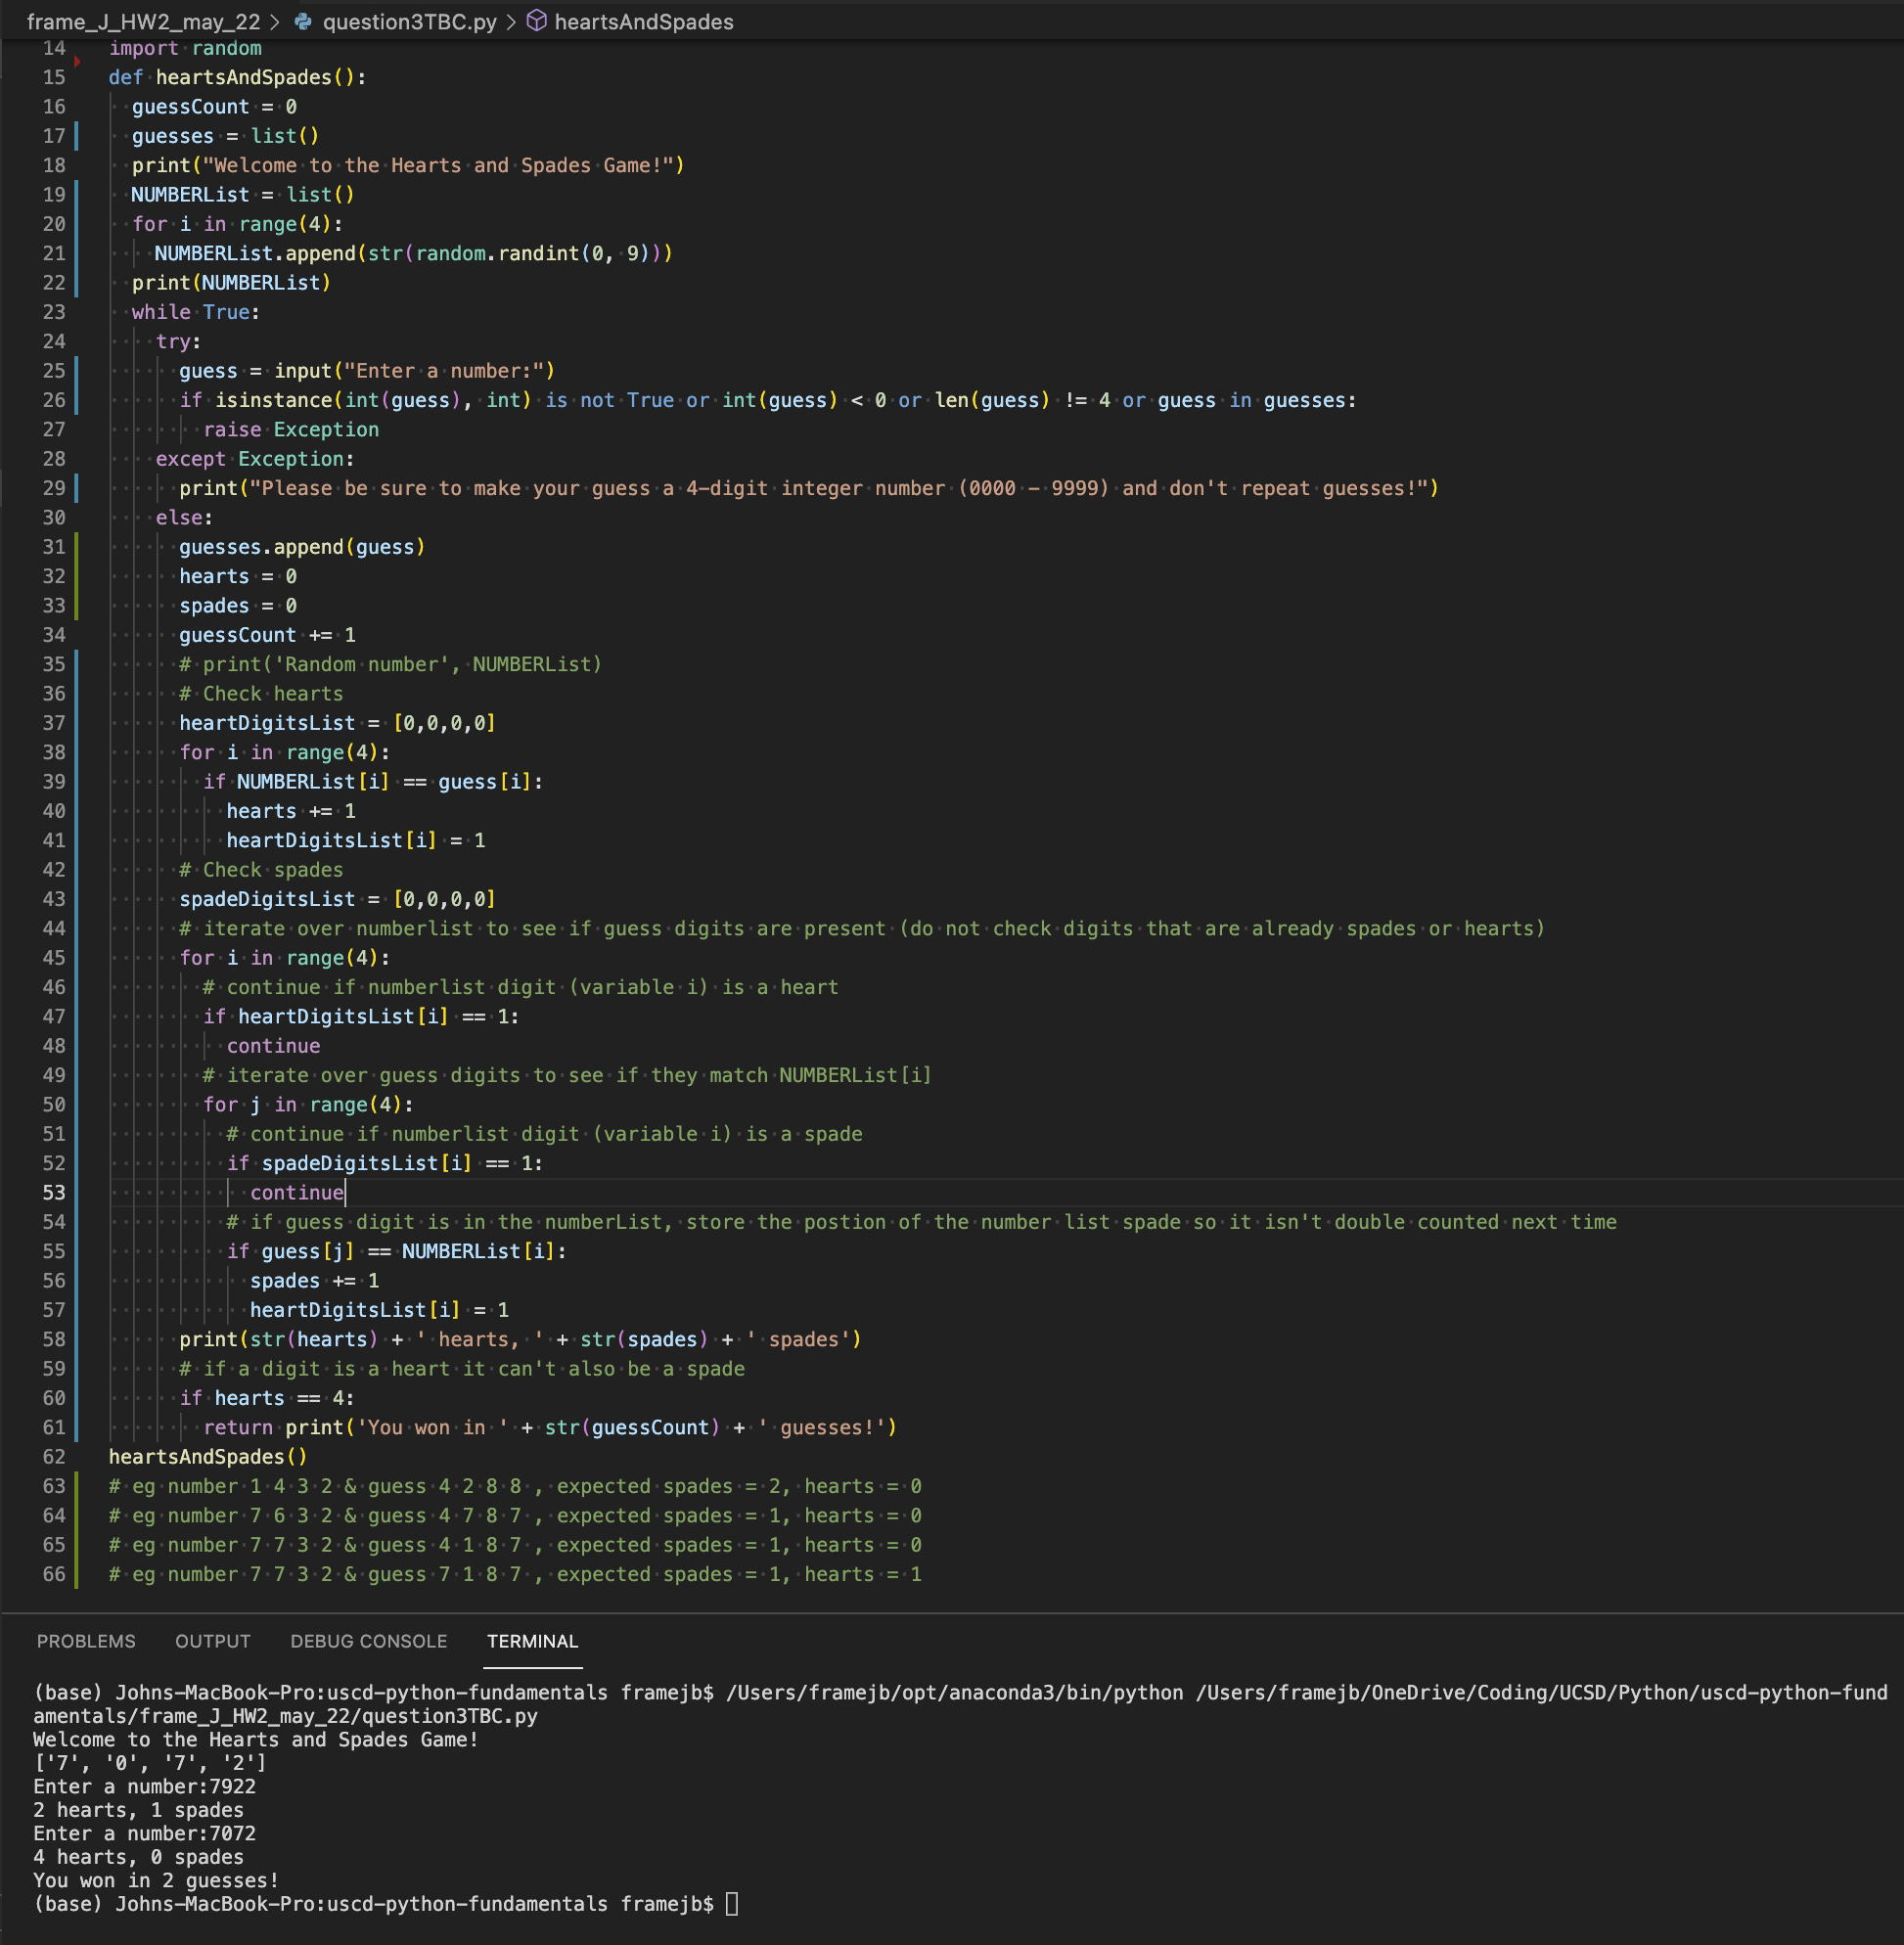 frame_J_HW2_may_22 > question3TBC.py > heartsAndSpades
14 import random
15 def heartsAndSpades():
16   guessCount = 0
17   guesses = list()
18   print("Welcome to the Hearts and Spades Game!")
19   NUMBERList = list()
20   for i in range(4):
21     NUMBERList.append(str(random.randint(0, 9)))
22   print(NUMBERList)
23   while True:
24     try:
25       guess = input("Enter a number:")
26       if isinstance(int(guess), int) is not True or int(guess) < 0 or len(guess) != 4 or guess in guesses:
27         raise Exception
28     except Exception:
29       print("Please be sure to make your guess a 4-digit integer number (0000 - 9999) and don't repeat guesses!")
30     else:
31       guesses.append(guess)
32       hearts = 0
33       spades = 0
34       guessCount += 1
35       # print('Random number', NUMBERList)
36       # Check hearts
37       heartDigitsList = [0,0,0,0]
38       for i in range(4):
39         if NUMBERList[i] == guess[i]:
40           hearts += 1
41           heartDigitsList[i] = 1
42       # Check spades
43       spadeDigitsList = [0,0,0,0]
44       # iterate over numberlist to see if guess digits are present (do not check digits that are already spades or hearts)
45       for i in range(4):
46         # continue if numberlist digit (variable i) is a heart
47         if heartDigitsList[i] == 1:
48           continue
49         # iterate over guess digits to see if they match NUMBERList[i]
50         for j in range(4):
51           # continue if numberlist digit (variable i) is a spade
52           if spadeDigitsList[i] == 1:
53             continue
54           # if guess digit is in the numberList, store the postion of the number list spade so it isn't double counted next time
55           if guess[j] == NUMBERList[i]:
56             spades += 1
57             heartDigitsList[i] = 1
58       print(str(hearts) + ' hearts, ' + str(spades) + ' spades')
59       # if a digit is a heart it can't also be a spade
60       if hearts == 4:
61         return print('You won in ' + str(guessCount) + ' guesses!')
62 heartsAndSpades()
63 # eg number 1 4 3 2 & guess 4 2 8 8 , expected spades = 2, hearts = 0
64 # eg number 7 6 3 2 & guess 4 7 8 7 , expected spades = 1, hearts = 0
65 # eg number 7 7 3 2 & guess 4 1 8 7 , expected spades = 1, hearts = 0
66 # eg number 7 7 3 2 & guess 7 1 8 7 , expected spades = 1, hearts = 1
PROBLEMS OUTPUT DEBUG CONSOLE TERMINAL
(base) Johns-MacBook-Pro:uscd-python-fundamentals framejb$ /Users/framejb/opt/anaconda3/bin/python /Users/framejb/OneDrive/Coding/UCSD/Python/uscd-python-fund
amentals/frame_J_HW2_may_22/question3TBC.py
Welcome to the Hearts and Spades Game!
['7', '0', '7', '2']
Enter a number:7922
2 hearts, 1 spades
Enter a number:7072
4 hearts, 0 spades
You won in 2 guesses!
(base) Johns-MacBook-Pro:uscd-python-fundamentals framejb$